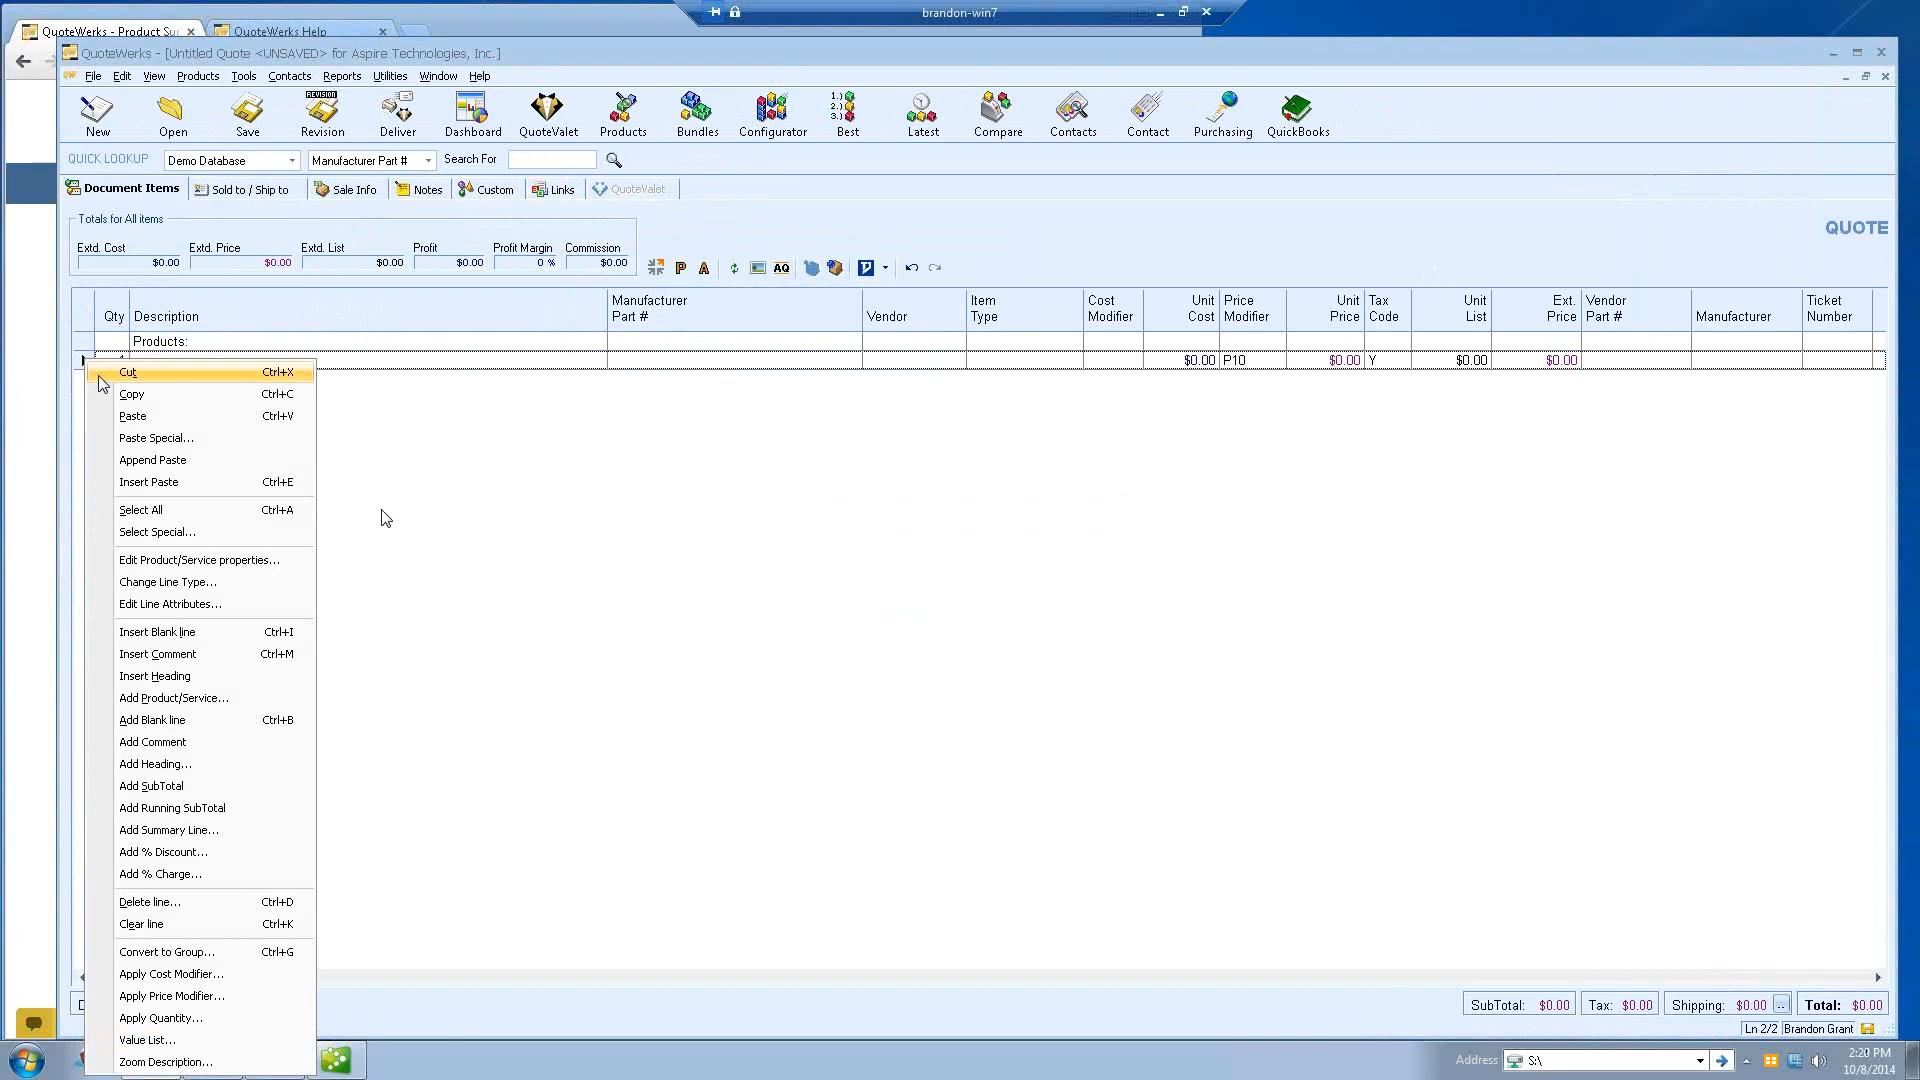 brandon-win7
QuoteWerks - Product Su
QuoteWerks Help
QuoteWerks - [Untitled Quote <UNSAVED> for Aspire Technologies, Inc.]
File Edit View Products Tools Contacts Reports Utilities Window Help
REVISION
1.)
2.)
3.)
New Open Save Revision Deliver Dashboard QuoteValet Products Bundles Configurator Best Latest Compare Contacts Contact Purchasing QuickBooks
QUICK LOOKUP Demo Database Manufacturer Part # Search For
Document Items Sold to / Ship to Sale Info Notes Custom Links QuoteValet
Totals for All items
QUOTE
Extd. Cost Extd. Price Extd. List Profit Profit Margin Commission
$0.00 $0.00 $0.00 $0.00 0 % $0.00
P A AQ
Qty Description Manufacturer Part # Vendor Item Type Cost Modifier Unit Cost Price Modifier Unit Price Tax Code Unit List Ext. Price Vendor Part # Manufacturer Ticket Number
Products:
$0.00 P10 $0.00 Y $0.00 $0.00
Cut Ctrl+X
Copy Ctrl+C
Paste Ctrl+V
Paste Special...
Append Paste
Insert Paste Ctrl+E
Select All Ctrl+A
Select Special...
Edit Product/Service properties...
Change Line Type...
Edit Line Attributes...
Insert Blank line Ctrl+I
Insert Comment Ctrl+M
Insert Heading
Add Product/Service...
Add Blank line Ctrl+B
Add Comment
Add Heading...
Add SubTotal
Add Running SubTotal
Add Summary Line...
Add % Discount...
Add % Charge...
Delete line... Ctrl+D
Clear line Ctrl+K
Convert to Group... Ctrl+G
Apply Cost Modifier...
Apply Price Modifier...
Apply Quantity...
Value List...
Zoom Description...
SubTotal: $0.00 Tax: $0.00 Shipping: $0.00 .. Total: $0.00
Ln 2/2 Brandon Grant
Address S:\
2:20 PM
10/8/2014